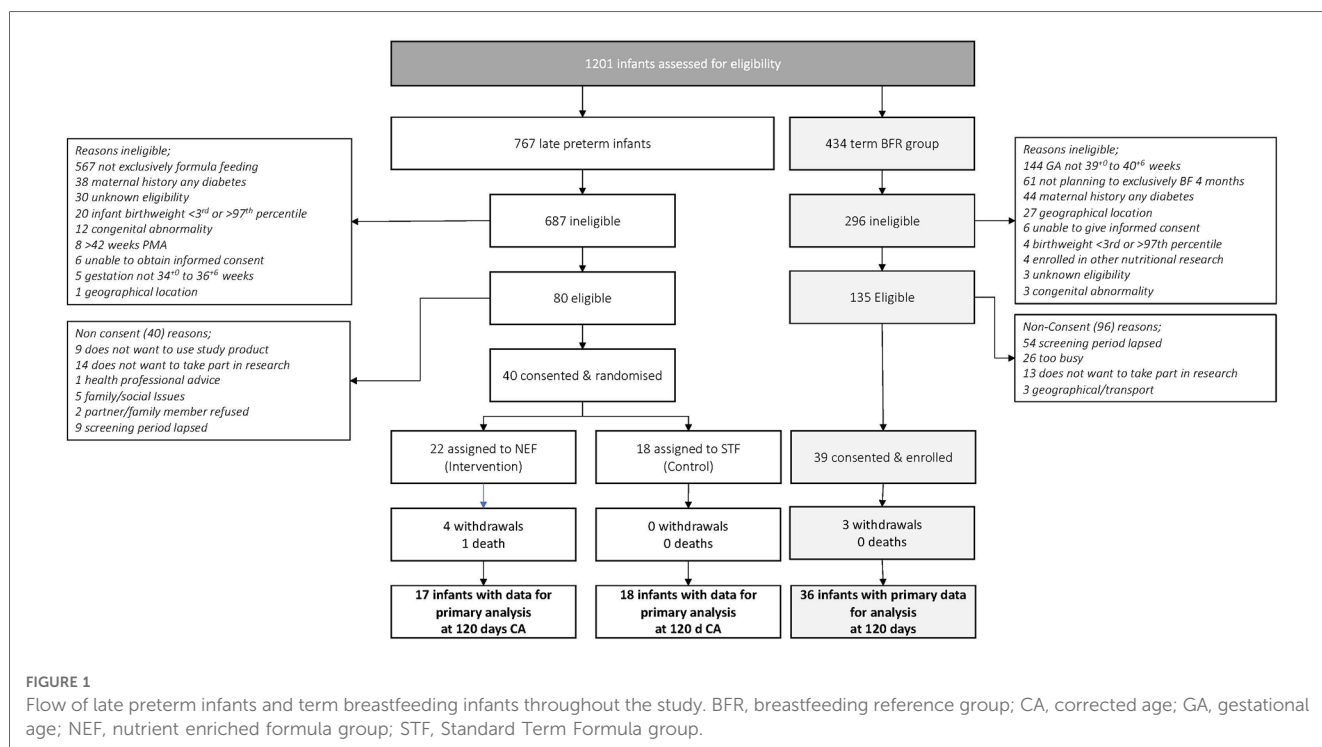 1201 infants assessed for eligibility
767 late preterm infants
434 term BFR group
Reasons ineligible;
567 not exclusively formula feeding
38 maternal history any diabetes
30 unknown eligibility
20 infant birthweight <3rd or >97th percentile
12 congenital abnormality
8 >42 weeks PMA
6 unable to obtain informed consent
5 gestation not 34+0 to 36+6 weeks
1 geographical location
687 ineligible
296 ineligible
Reasons ineligible;
144 GA not 39+0 to 40+6 weeks
61 not planning to exclusively BF 4 months
44 maternal history any diabetes
27 geographical location
6 unable to give informed consent
4 birthweight <3rd or >97th percentile
4 enrolled in other nutritional research
3 unknown eligibility
3 congenital abnormality
80 eligible
135 Eligible
Non consent (40) reasons;
9 does not want to use study product
14 does not want to take part in research
1 health professional advice
5 family/social Issues
2 partner/family member refused
9 screening period lapsed
Non-Consent (96) reasons;
54 screening period lapsed
26 too busy
13 does not want to take part in research
3 geographical/transport
40 consented & randomised
22 assigned to NEF
(Intervention)
18 assigned to STF
(Control)
39 consented & enrolled
4 withdrawals
1 death
0 withdrawals
0 deaths
3 withdrawals
0 deaths
17 infants with data for
primary analysis
at 120 days CA
18 infants with data for
primary analysis
at 120 d CA
36 infants with primary data
for analysis
at 120 days
FIGURE 1
Flow of late preterm infants and term breastfeeding infants throughout the study. BFR, breastfeeding reference group; CA, corrected age; GA, gestational
age; NEF, nutrient enriched formula group; STF, Standard Term Formula group.